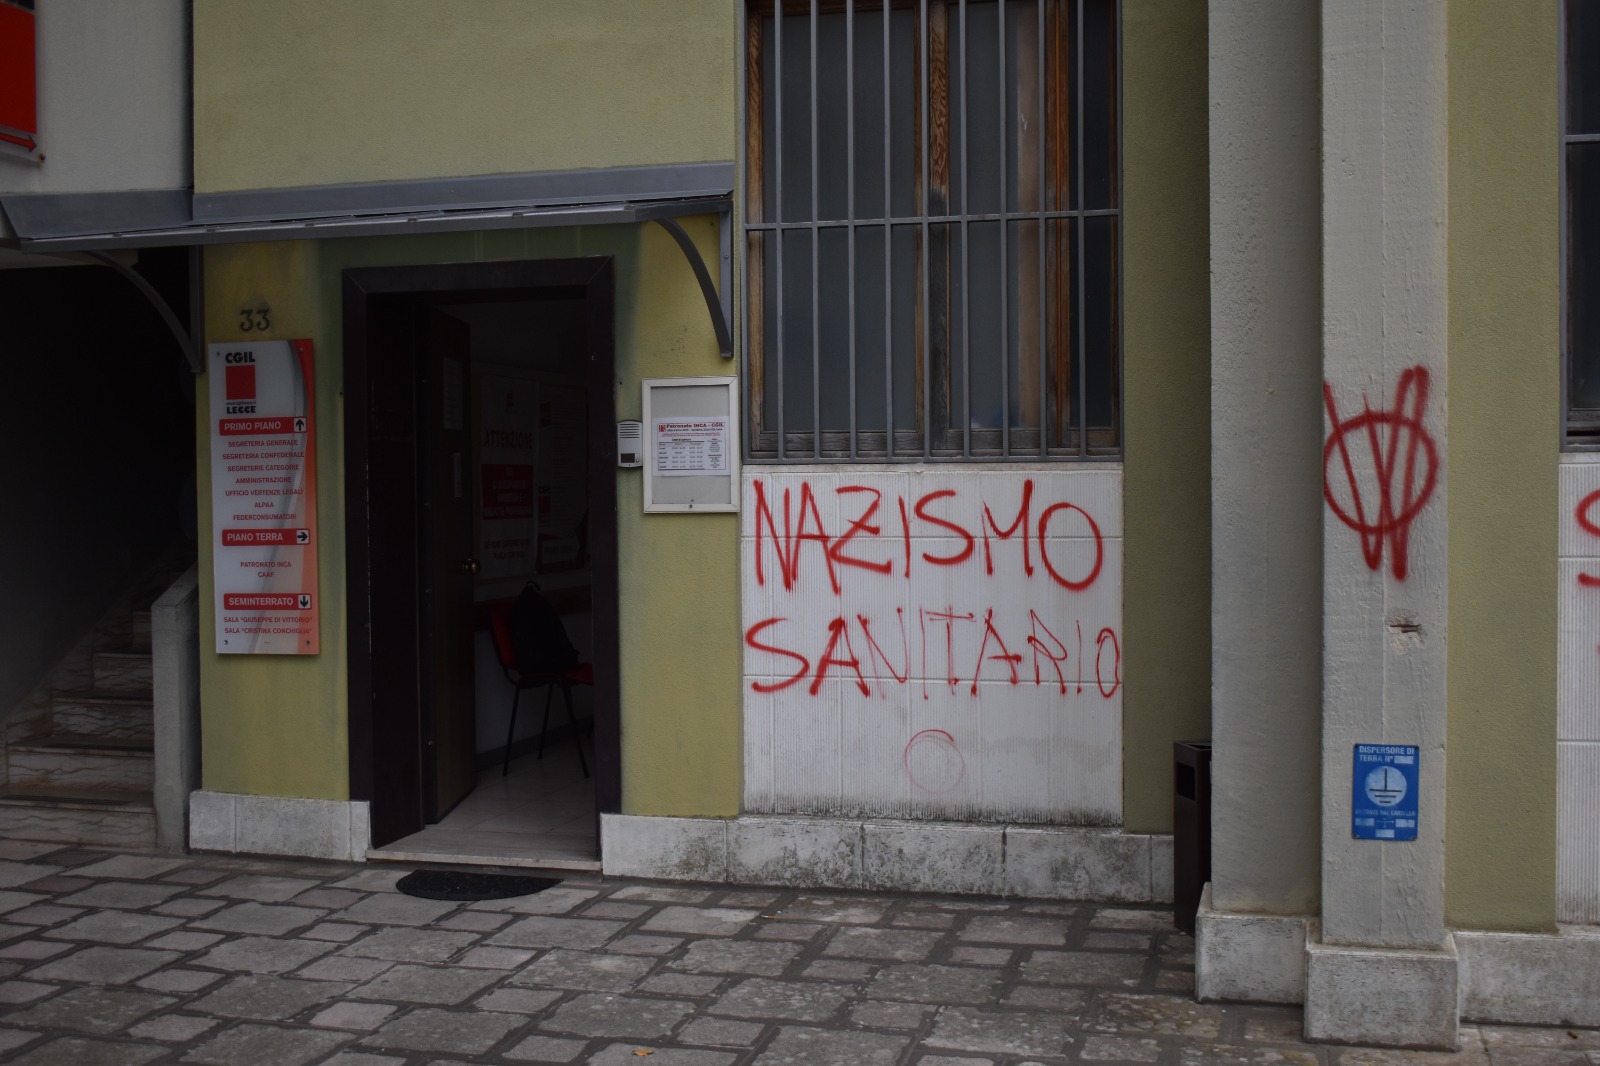 33
CGIL
LECCE
PRIMO PIANO
SEGRETERIA GENERALE
SEGRETERIA CONFEDERALE
SEGRETERIE CATEGORIE
AMMINISTRAZIONE
UFFICIO VERTENZE LEGALI
ALPAA
FEDERCONSUMATORI
PIANO TERRA
PATRONATO INCA
CAAF
SEMINTERRATO
SALA "GIUSEPPE DI VITTORIO"
SALA "CRISTINA CONCHIGLIA"
ATTENZIONE
Patronato INCA - CGIL
NAZISMO
SANITARIO
DISPERSORE DI
TERRA N°